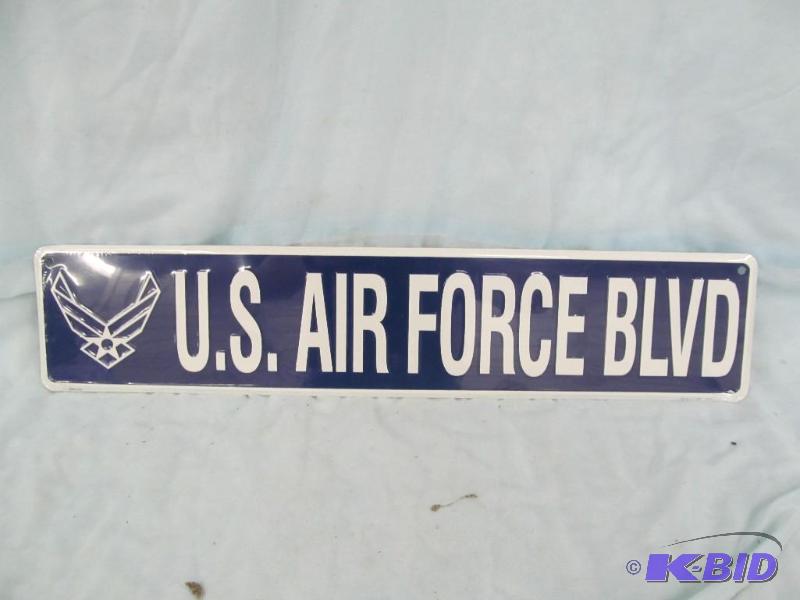 U.S. AIR FORCE BLVD
© K-BID